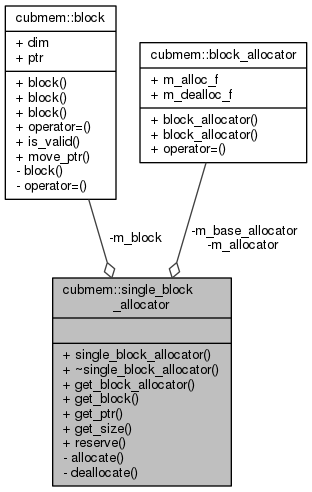 cubmem::block
+ dim
+ ptr
+ block()
+ block()
+ block()
+ operator=()
+ is_valid()
+ move_ptr()
- block()
- operator=()
cubmem::block_allocator
+ m_alloc_f
+ m_dealloc_f
+ block_allocator()
+ block_allocator()
+ operator=()
-m_block
-m_base_allocator
-m_allocator
cubmem::single_block
_allocator
+ single_block_allocator()
+ ~single_block_allocator()
+ get_block_allocator()
+ get_block()
+ get_ptr()
+ get_size()
+ reserve()
- allocate()
- deallocate()